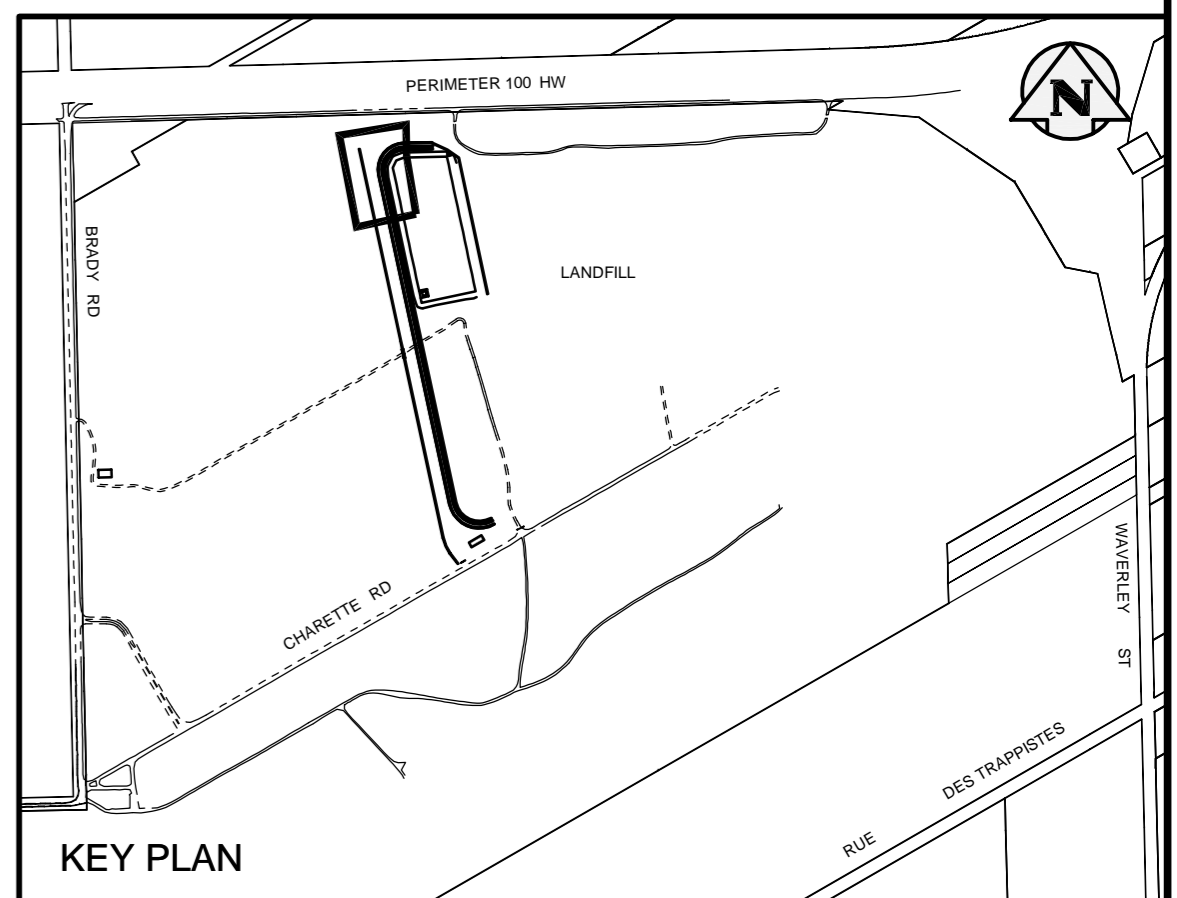 PERIMETER 100 HW
N
BRADY RD
LANDFILL
CHARETTE RD
WAVERLEY ST
RUE DES TRAPPISTES
KEY PLAN